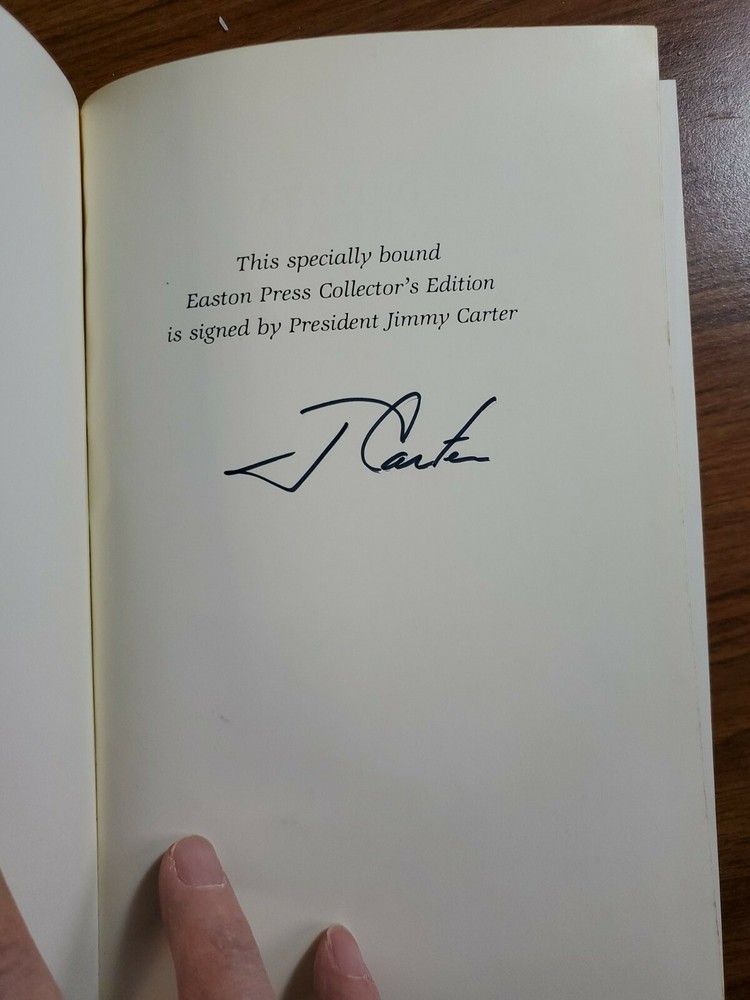 This specially bound
Easton Press Collector's Edition
is signed by President Jimmy Carter
J Carter